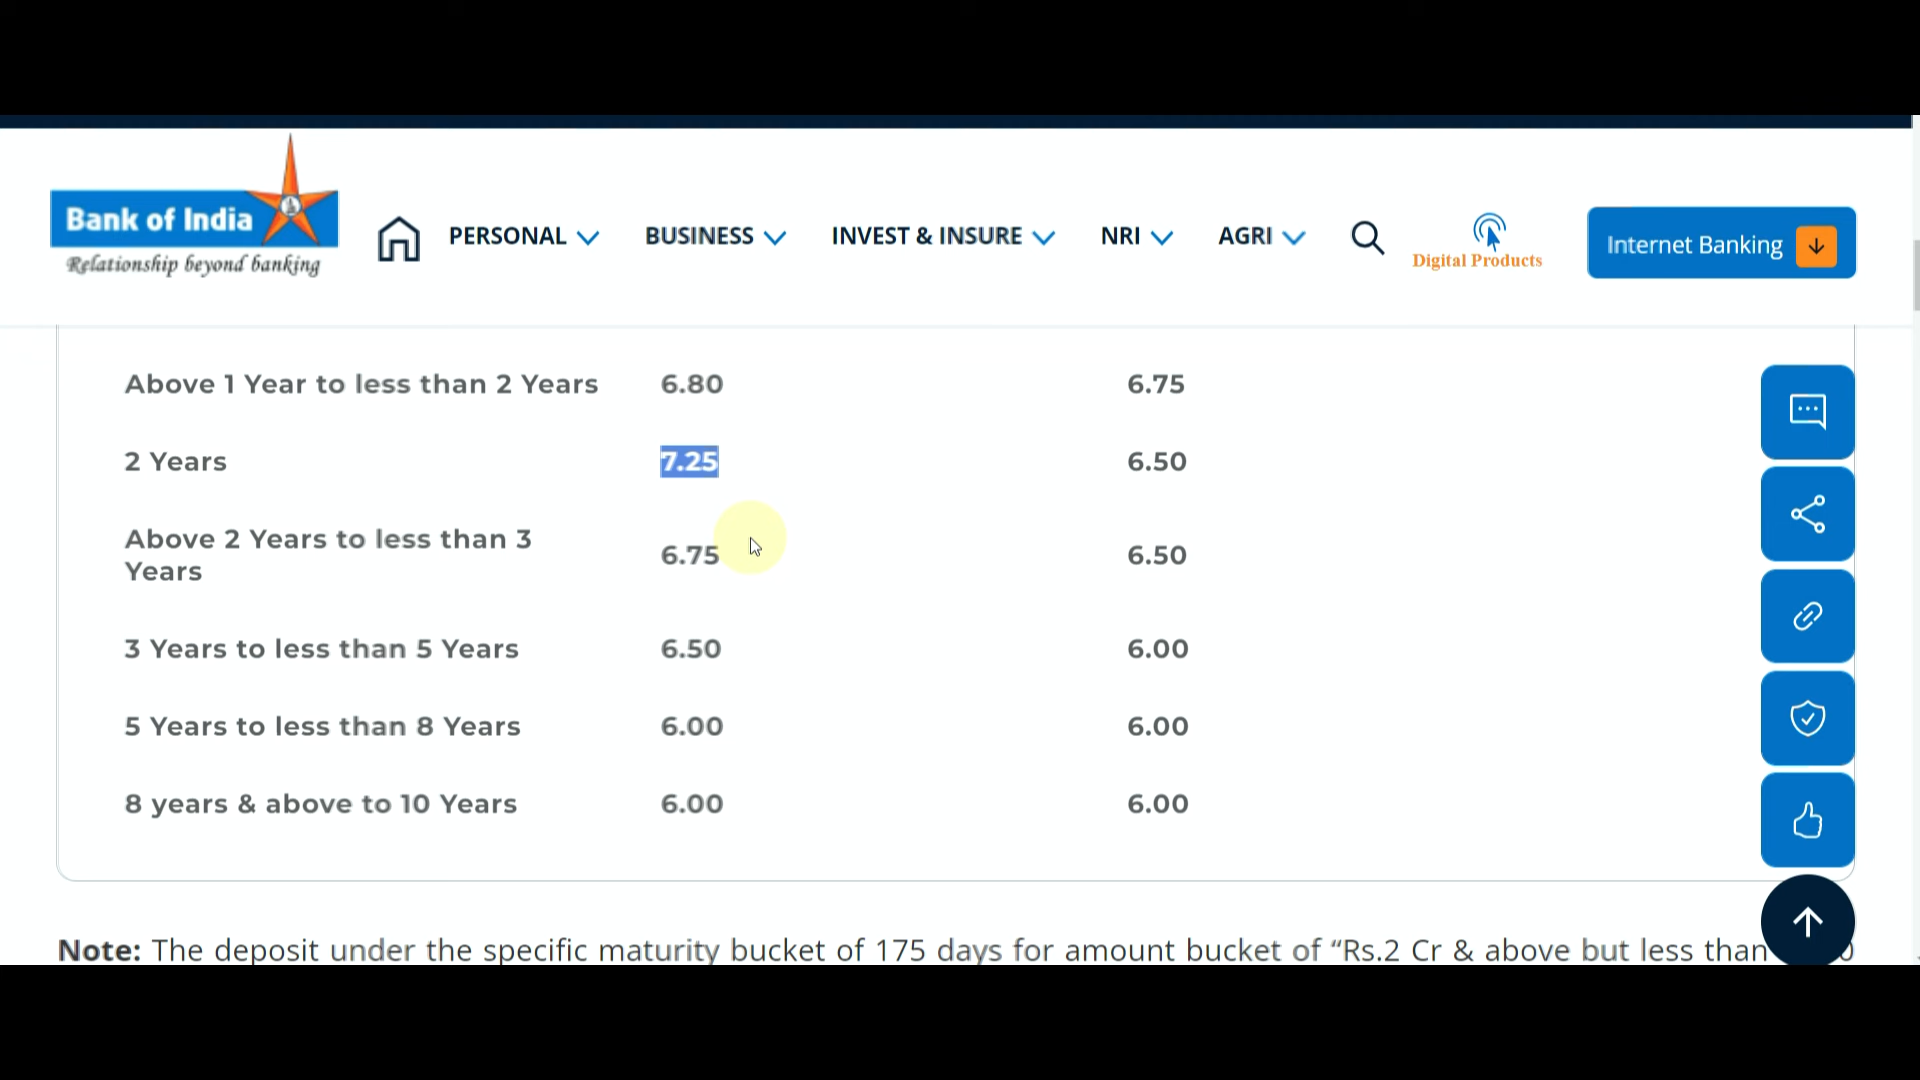 Bank of India
Relationship beyond banking
PERSONAL
BUSINESS
INVEST & INSURE
NRI
AGRI
Digital Products
Internet Banking
Above 1 Year to less than 2 Years 6.80 6.75
2 Years 7.25 6.50
Above 2 Years to less than 3
Years 6.75 6.50
3 Years to less than 5 Years 6.50 6.00
5 Years to less than 8 Years 6.00 6.00
8 years & above to 10 Years 6.00 6.00
Note: The deposit under the specific maturity bucket of 175 days for amount bucket of “Rs.2 Cr & above but less than